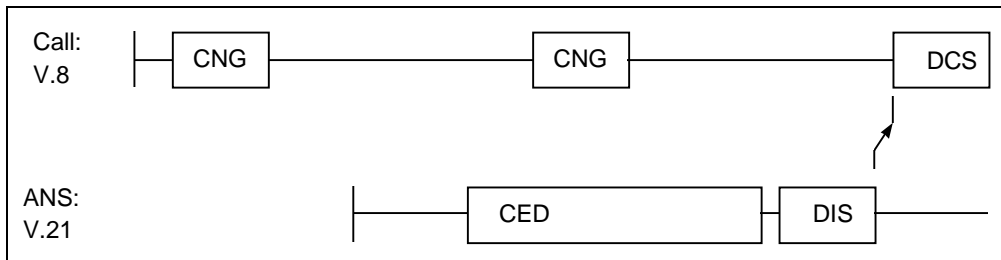 Call:
V.8
CNG
CNG
DCS
ANS:
V.21
CED
DIS